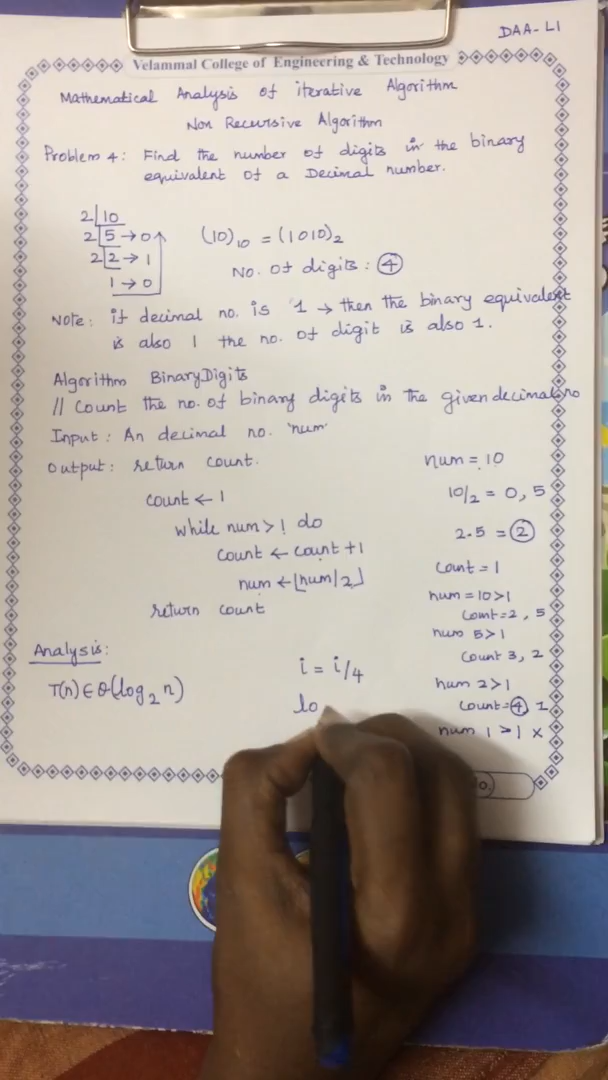 DAA-L1
Velammal College of Engineering & Technology
Mathematical Analysis of iterative Algorithm
Non Recursive Algorithm
Problem 4: Find the number of digits in the binary
equivalent of a Decimal number.
2 10
2 5 → 0
2 2 → 1
1 → 0
(10)₁₀ = (1010)₂
No. of digits: 4
Note: if decimal no. is 1 → then the binary equivalent
is also 1 the no. of digit is also 1.
Algorithm BinaryDigits
// Count the no. of binary digits in the given decimal no
Input: An decimal no. 'num'
Output: return count.
count ← 1
while num > 1 do
count ← count + 1
num ← ⌊num/2⌋
return count
num = 10
10/2 = 0, 5
2.5 = 2
count = 1
num = 10 > 1
count = 2, 5
num 5 > 1
count 3, 2
num 2 > 1
count = 4, 1
num 1 > 1 x
Analysis:
T(n) ∈ θ(log₂ n)
i = i/4
lo
o.